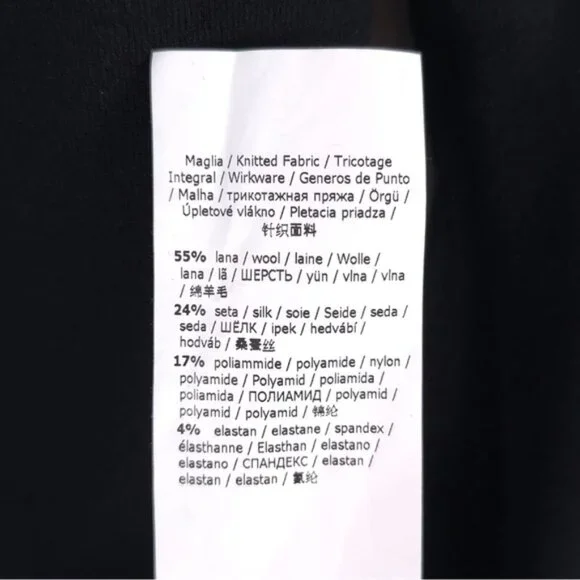 Maglia / Knitted Fabric / Tricotage
Integral / Wirkware / Generos de Punto
/ Malha / трикотажная пряжа / Örgü /
Úpletové vlákno / Pletacia priadza /
针织面料
55% lana / wool / laine / Wolle /
lana / lã / ШЕРСТЬ / yün / vlna / vlna
/ 绵羊毛
24% seta / silk / soie / Seide / seda /
seda / ШЁЛК / ipek / hedvábí /
hodváb / 桑蚕丝
17% poliammide / polyamide / nylon /
polyamide / Polyamid / poliamida /
poliamida / ПОЛИАМИД / polyamid /
polyamid / polyamid / 锦纶
4% elastan / elastane / spandex /
élasthanne / Elasthan / elastano /
elastano / СПАНДЕКС / elastan /
elastan / elastan / 氨纶